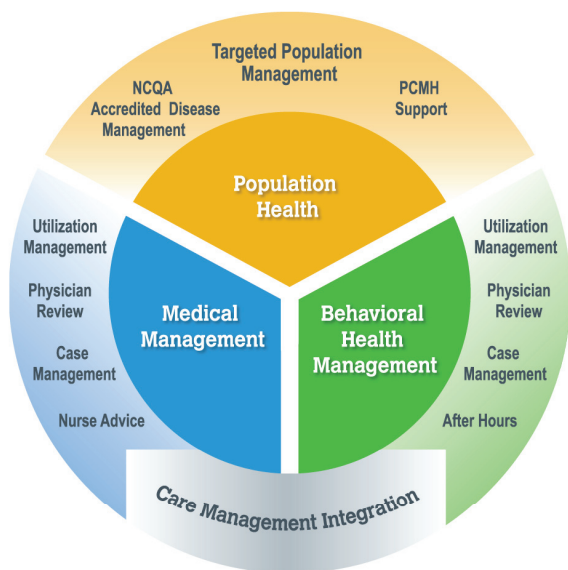 Targeted Population
Management
NCQA
Accredited Disease
Management
PCMH
Support
Population
Health
Utilization
Management
Physician
Review
Case
Management
Nurse Advice
Medical
Management
Behavioral
Health
Management
Utilization
Management
Physician
Review
Case
Management
After Hours
Care Management Integration